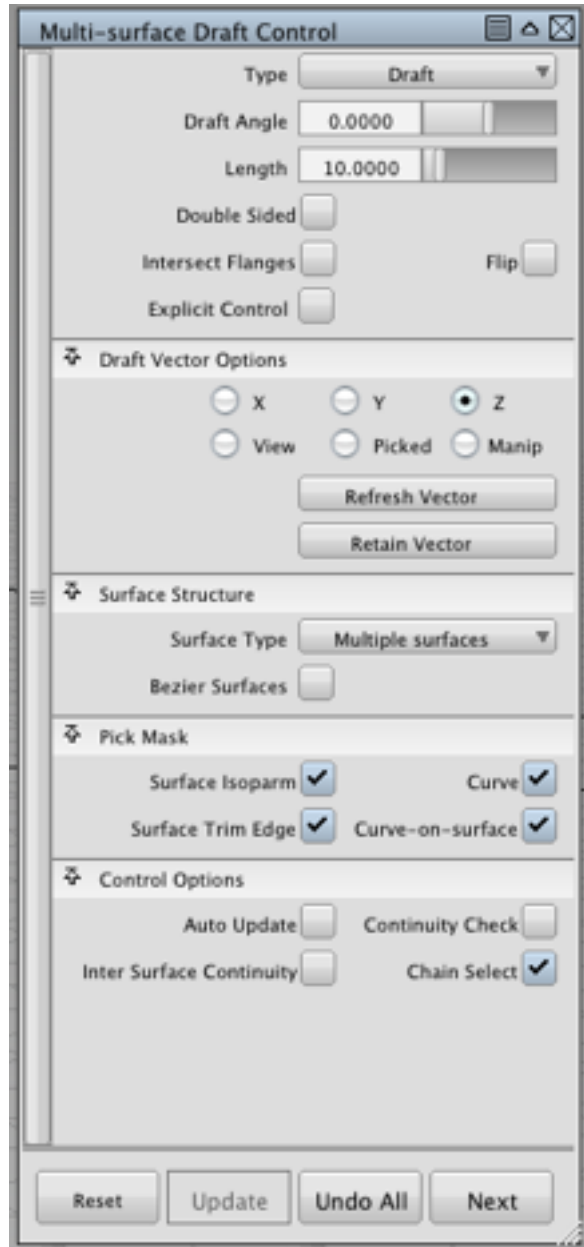 Multi-surface Draft Control
Type Draft
Draft Angle 0.0000
Length 10.0000
Double Sided
Intersect Flanges Flip
Explicit Control
Draft Vector Options
X Y Z
View Picked Manip
Refresh Vector
Retain Vector
Surface Structure
Surface Type Multiple surfaces
Bezier Surfaces
Pick Mask
Surface Isoparm Curve
Surface Trim Edge Curve-on-surface
Control Options
Auto Update Continuity Check
Inter Surface Continuity Chain Select
Reset Update Undo All Next